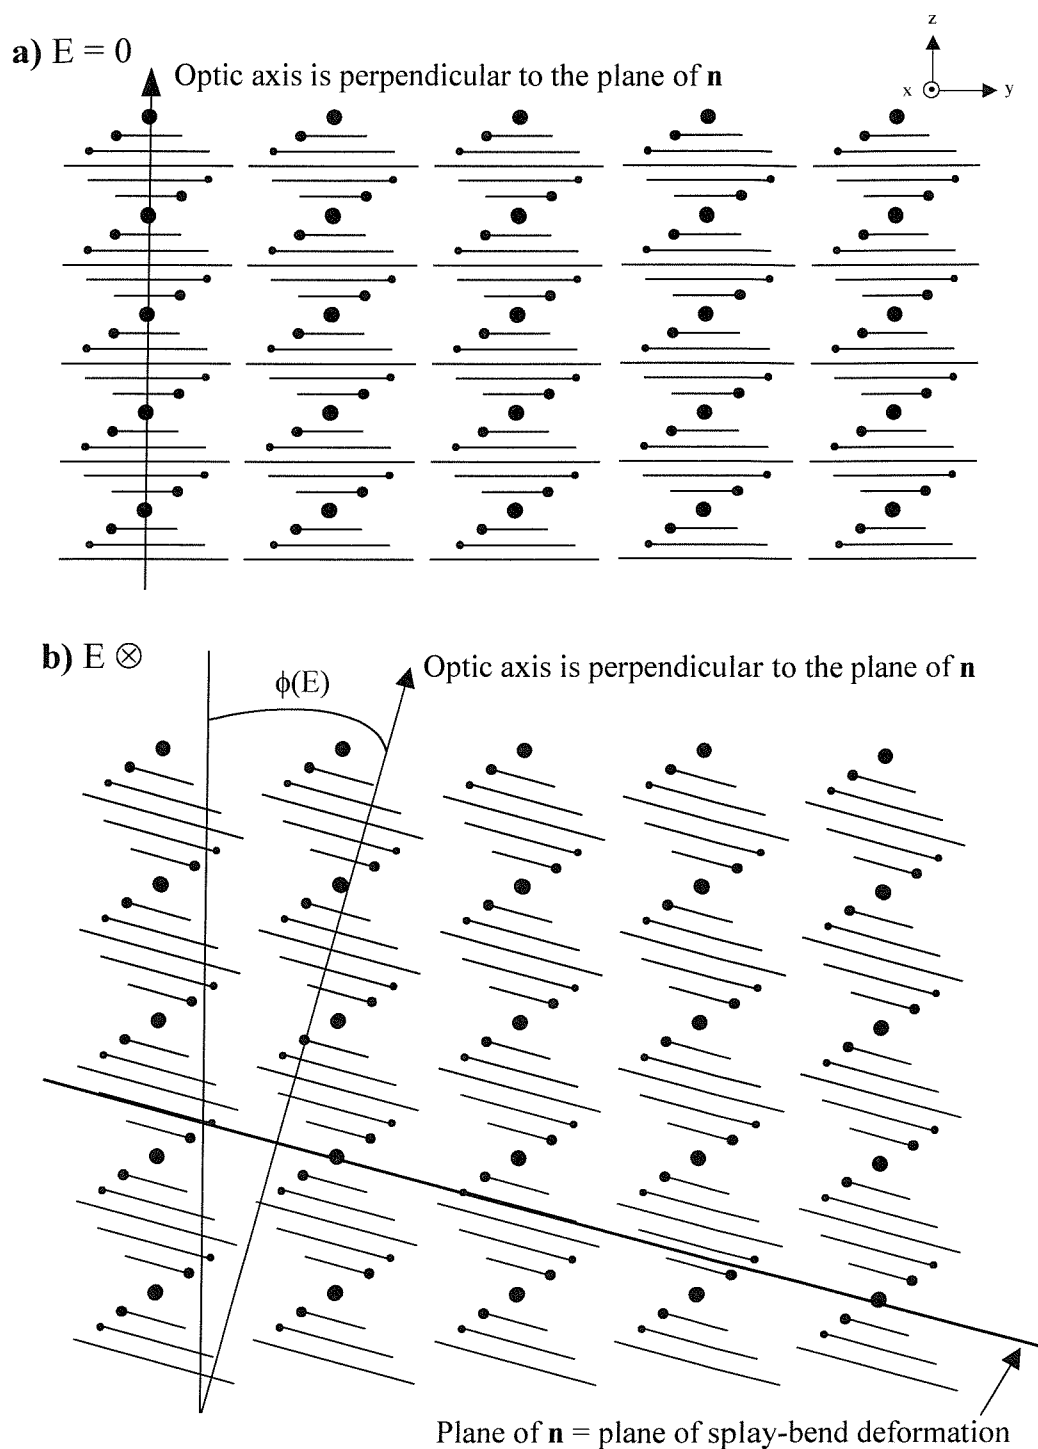 a) E = 0
Optic axis is perpendicular to the plane of n
z
x
y
b) E ⊗
ϕ(E)
Optic axis is perpendicular to the plane of n
Plane of n = plane of splay-bend deformation